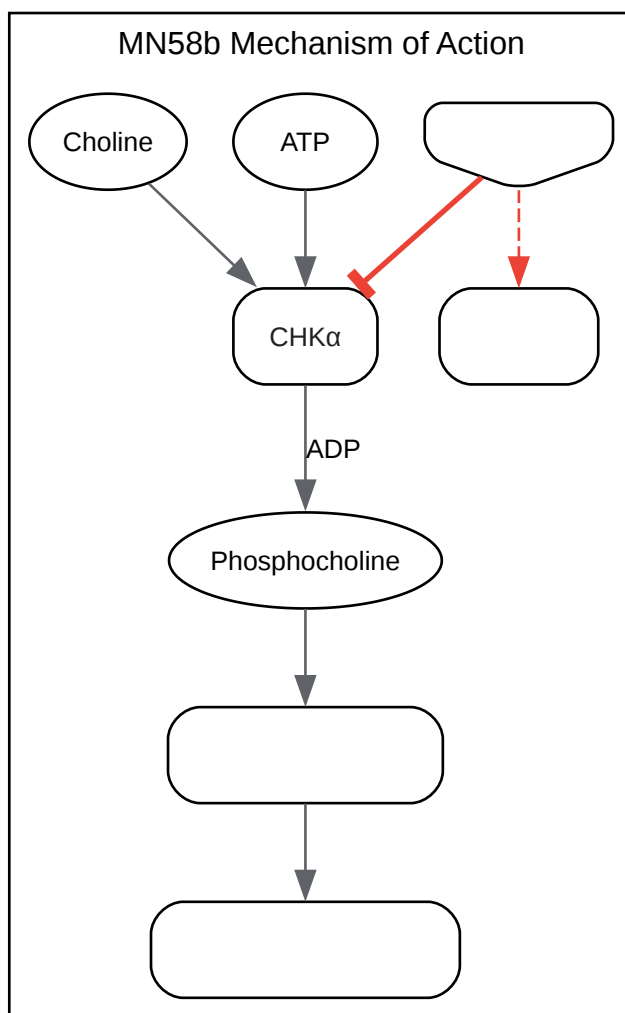 MN58b Mechanism of Action
Choline
ATP
CHKα
ADP
Phosphocholine